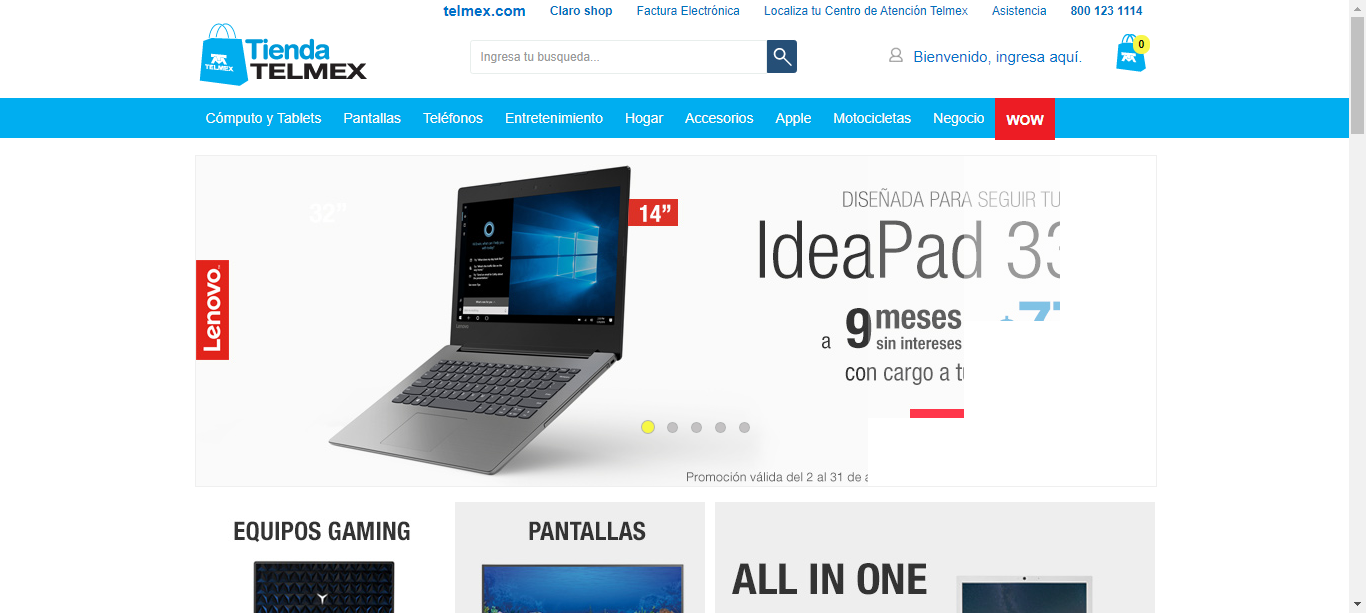 telmex.com Claro shop Factura Electrónica Localiza tu Centro de Atención Telmex Asistencia 800 123 1114
Tienda
TELMEX
TELMEX
Ingresa tu busqueda...
Bienvenido, ingresa aquí.
0
Cómputo y Tablets Pantallas Teléfonos Entretenimiento Hogar Accesorios Apple Motocicletas Negocio WOW
32”
14”
Lenovo
DISEÑADA PARA SEGUIR TU
IdeaPad 33
a 9 meses
sin intereses
+77
con cargo a tu
Promoción válida del 2 al 31 de a
EQUIPOS GAMING
PANTALLAS
ALL IN ONE